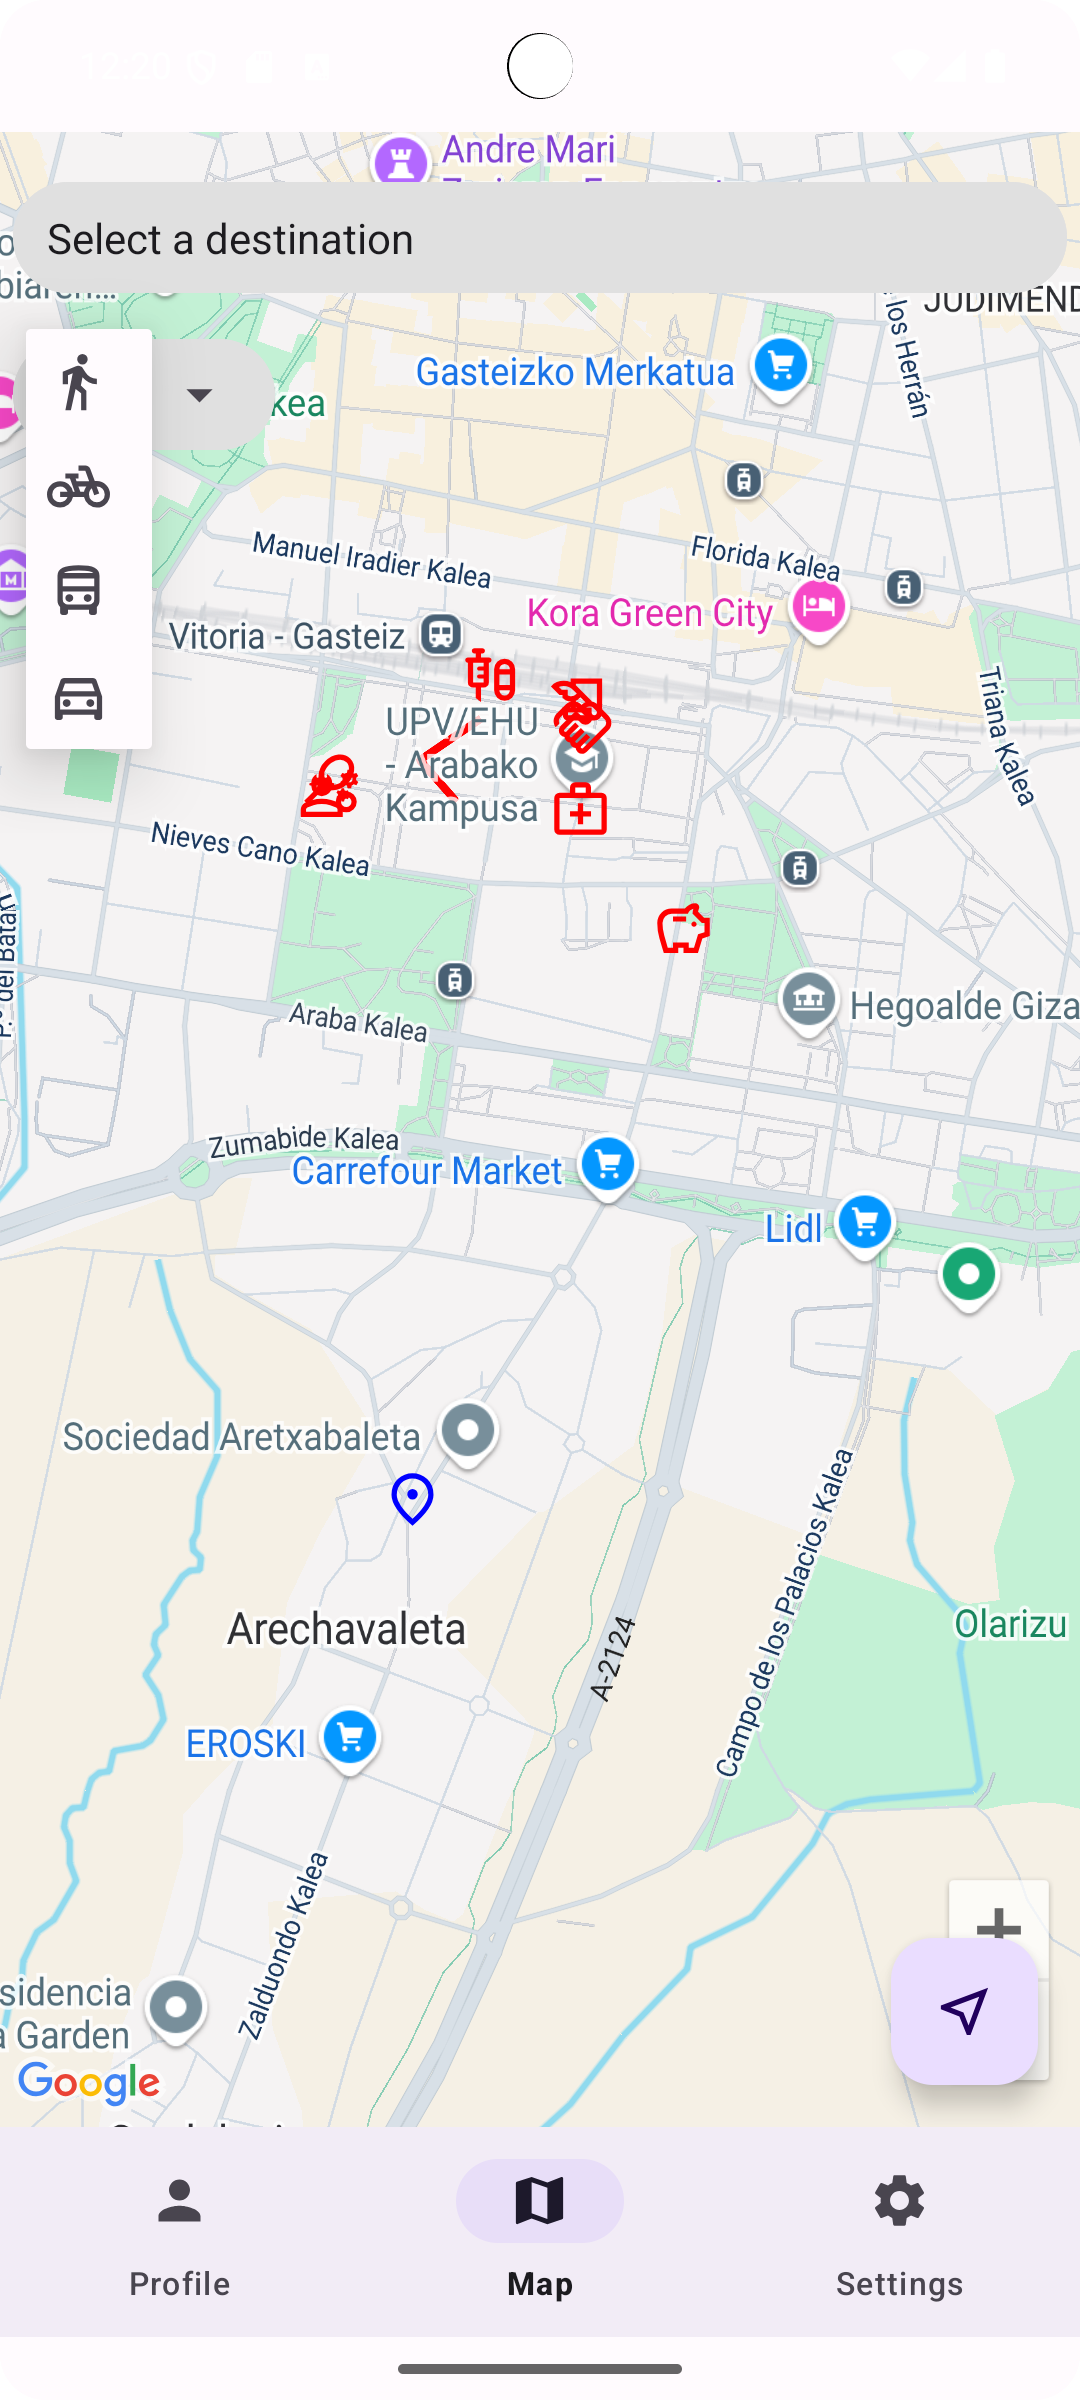 Andre Mari
Select a destination
JUDIMEND
los Herrán
Gasteizko Merkatua
kea
Manuel Iradier Kalea
Florida Kalea
Kora Green City
Vitoria - Gasteiz
Triana Kalea
UPV/EHU
- Arabako
Kampusa
Nieves Cano Kalea
P.º del Batán
Hegoalde Giza
Araba Kalea
Zumabide Kalea
Carrefour Market
Lidl
Sociedad Aretxabaleta
Campo de los Palacios Kalea
Olarizu
Arechavaleta
A-2124
EROSKI
Zalduondo Kalea
sidencia
a Garden
Google
Profile
Map
Settings